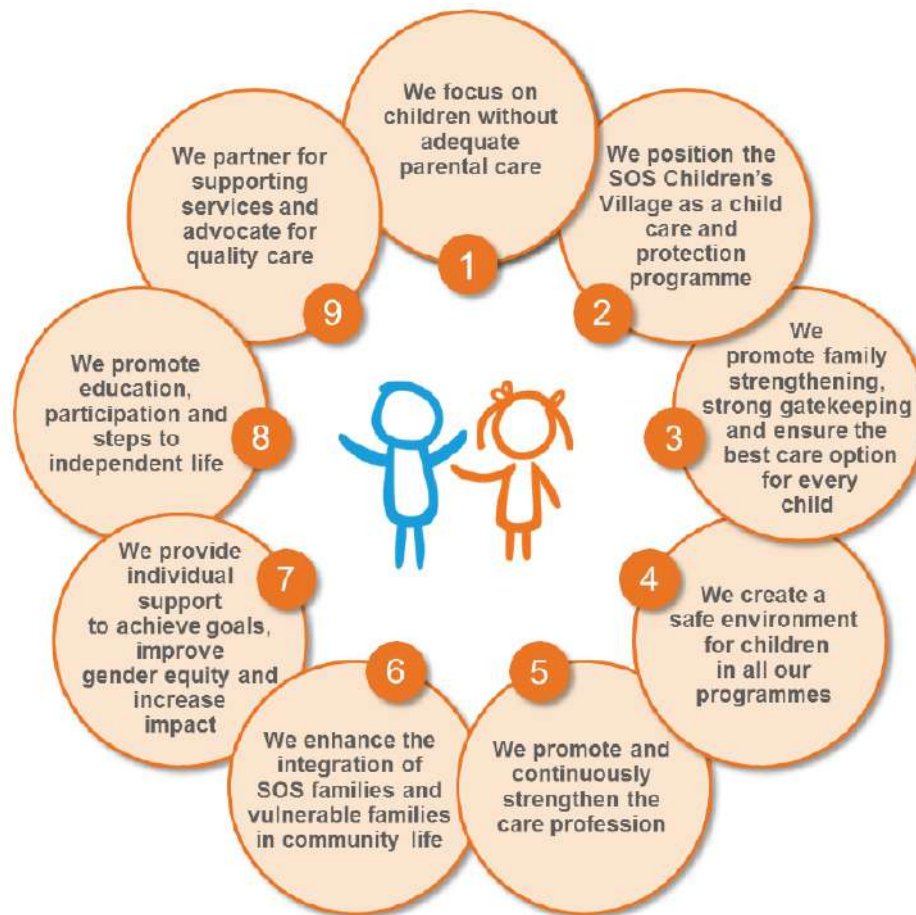 We focus on
children without
adequate
parental care
1
We position the
SOS Children's
Village as a child
care and
protection
programme
2
We
promote family
strengthening,
strong gatekeeping
and ensure the
best care option
for every
child
3
We create a
safe environment
for children
in all our
programmes
4
We promote and
continuously
strengthen the
care profession
5
We enhance the
integration of
SOS families and
vulnerable families
in community life
6
We provide
individual
support
to achieve goals,
improve
gender equity and
increase
impact
7
We promote
education,
participation and
steps to
independent life
8
We partner for
supporting
services and
advocate for
quality care
9